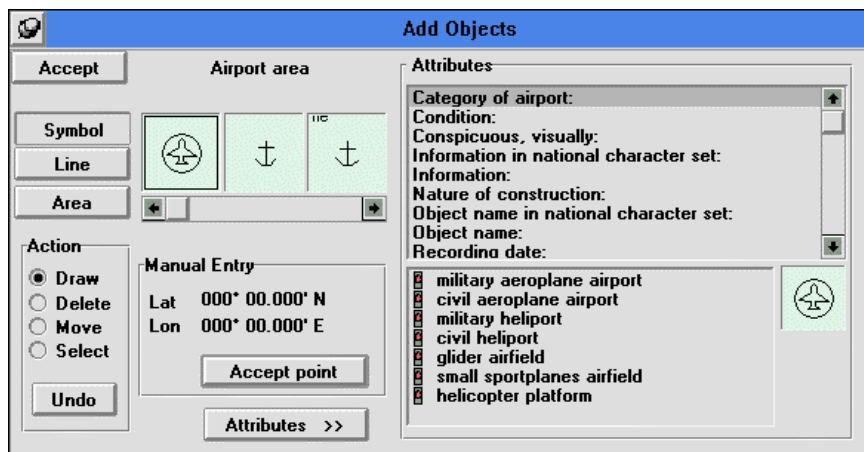 Add Objects
Accept
Airport area
Symbol
Line
Area
Action
Draw
Delete
Move
Select
Undo
Manual Entry
Lat 000° 00.000' N
Lon 000° 00.000' E
Accept point
Attributes >>
Attributes
Category of airport:
Condition:
Conspicuous, visually:
Information in national character set:
Information:
Nature of construction:
Object name in national character set:
Object name:
Recording date:
military aeroplane airport
civil aeroplane airport
military heliport
civil heliport
glider airfield
small sportplanes airfield
helicopter platform